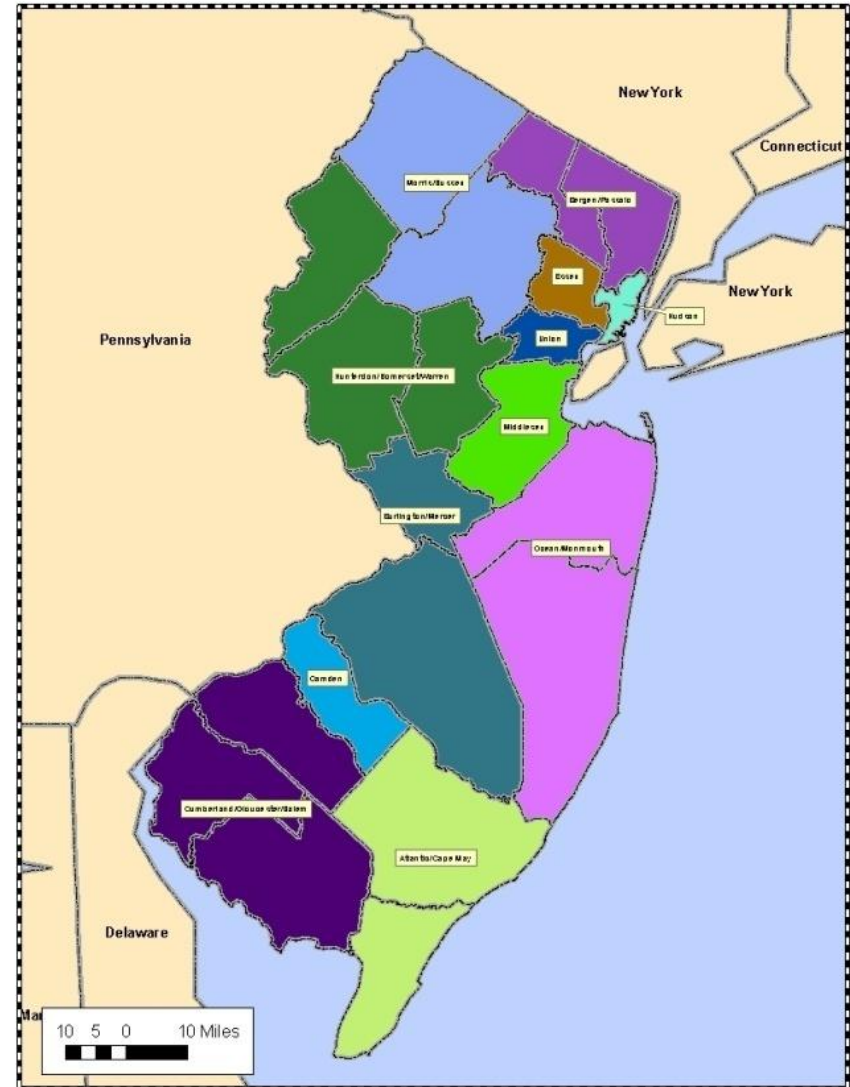 New York
Connecticut
Morris/Sussex
Bergen/Passaic
Essex
New York
Hudson
Pennsylvania
Union
Hunterdon/Somerset/Warren
Middlesex
Burlington/Mercer
Ocean/Monmouth
Camden
Cumberland/Gloucester/Salem
Atlantic/Cape May
Delaware
Mar
10 5 0 10 Miles